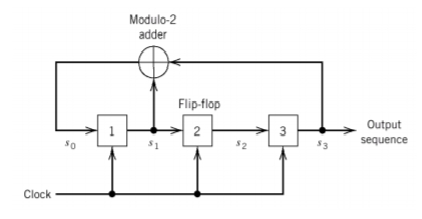 Modulo-2
adder
Flip-flop
1
2
3
Output
sequence
s0
s1
s2
s3
Clock